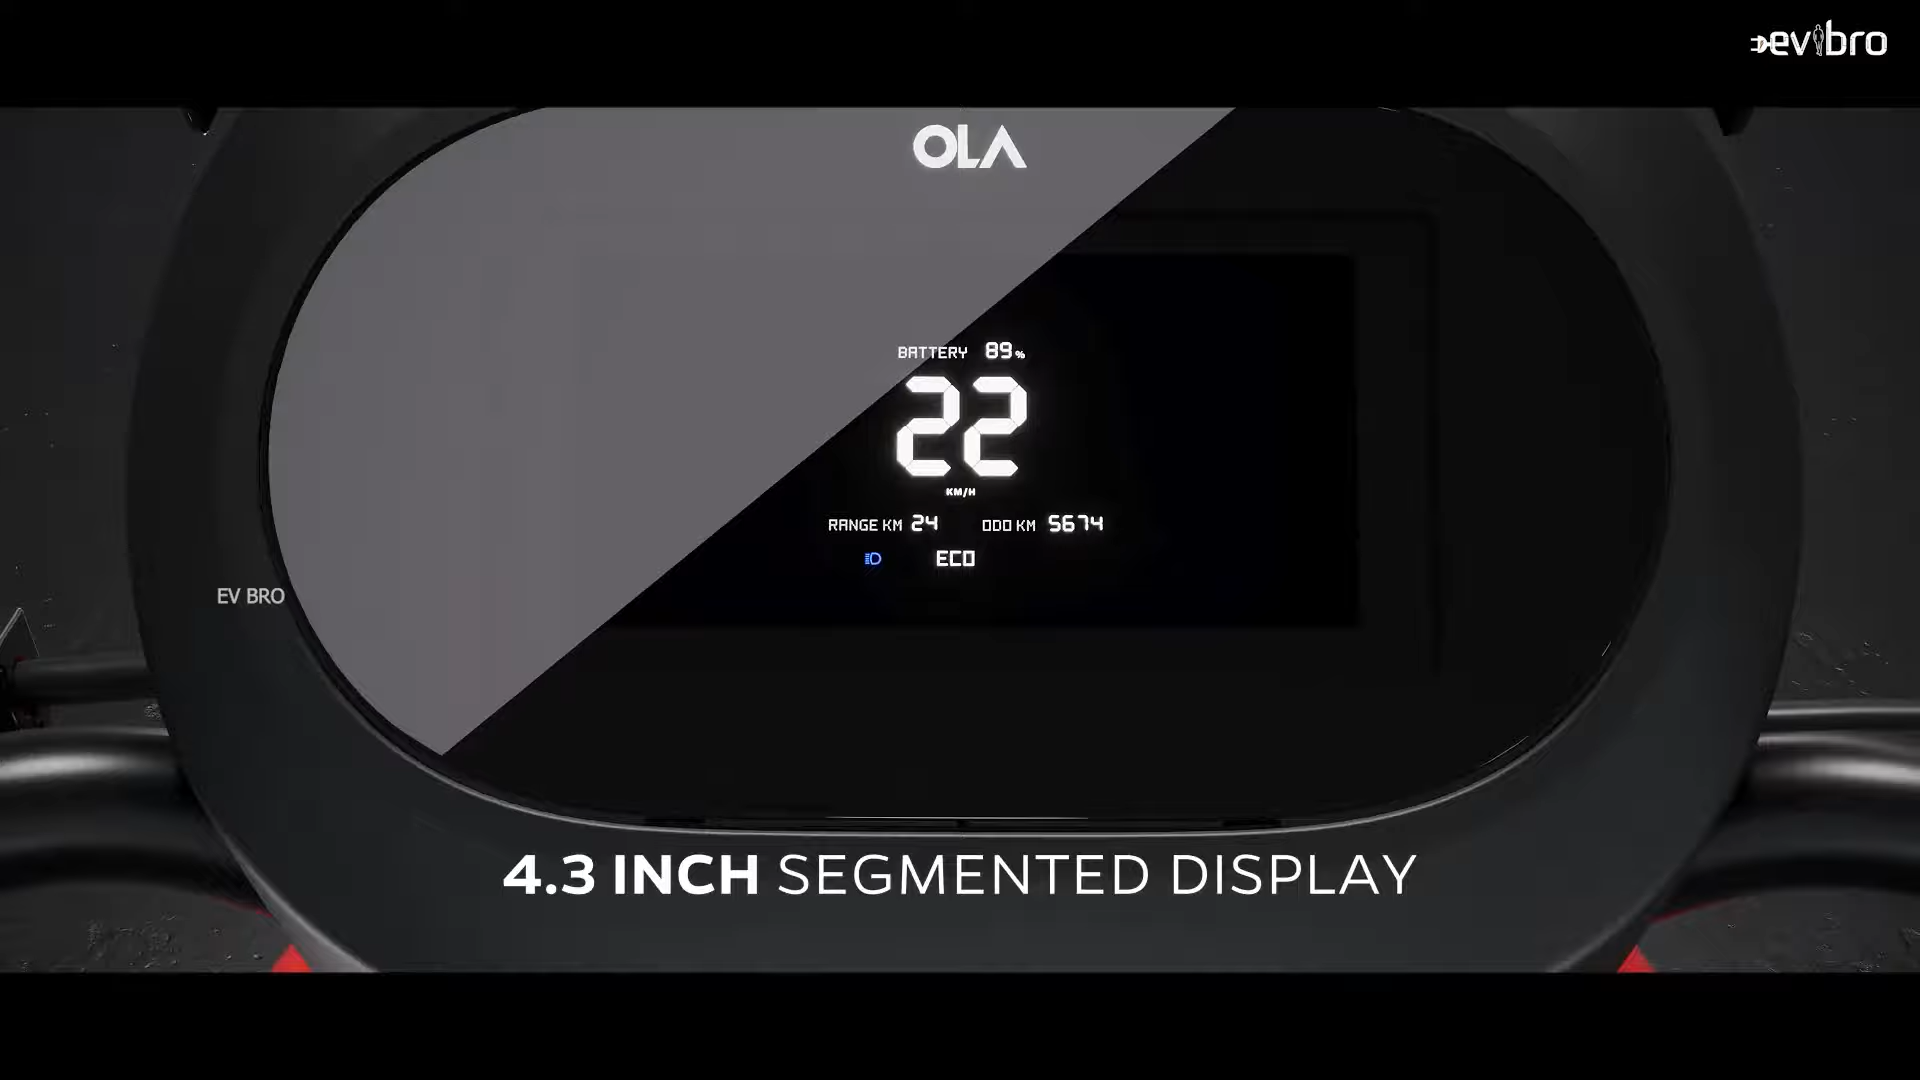 evbro
OLA
BATTERY 89%
22
KM/H
RANGE KM 24 ODO KM 5674
ECO
EV BRO
4.3 INCH SEGMENTED DISPLAY